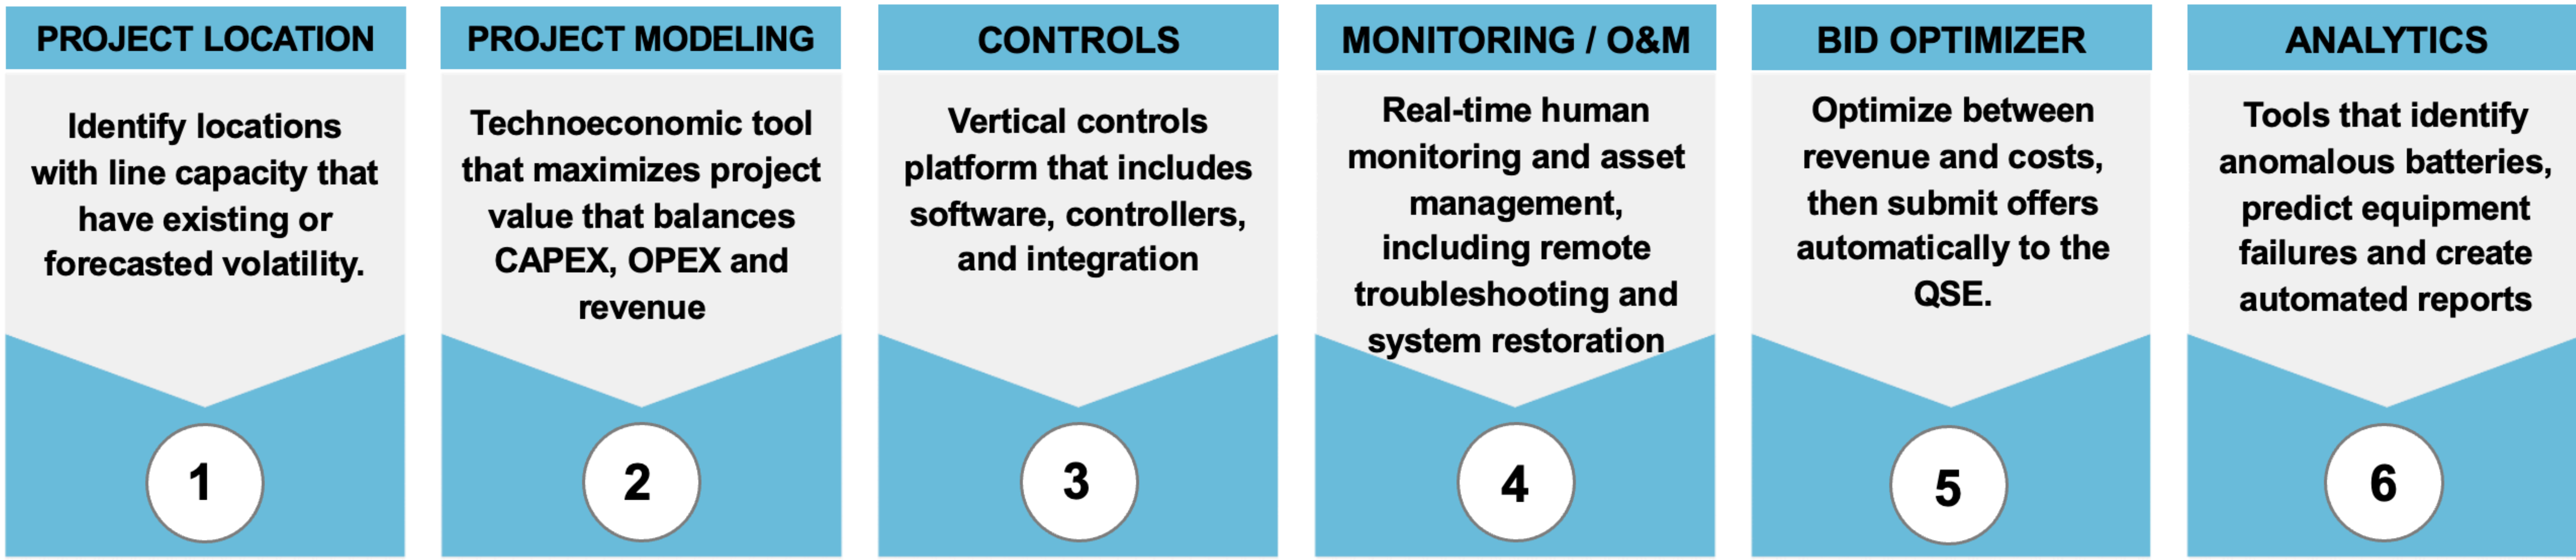 PROJECT LOCATION
Identify locations
with line capacity that
have existing or
forecasted volatility.
1
PROJECT MODELING
Technoeconomic tool
that maximizes project
value that balances
CAPEX, OPEX and
revenue
2
CONTROLS
Vertical controls
platform that includes
software, controllers,
and integration
3
MONITORING / O&M
Real-time human
monitoring and asset
management,
including remote
troubleshooting and
system restoration
4
BID OPTIMIZER
Optimize between
revenue and costs,
then submit offers
automatically to the
QSE.
5
ANALYTICS
Tools that identify
anomalous batteries,
predict equipment
failures and create
automated reports
6